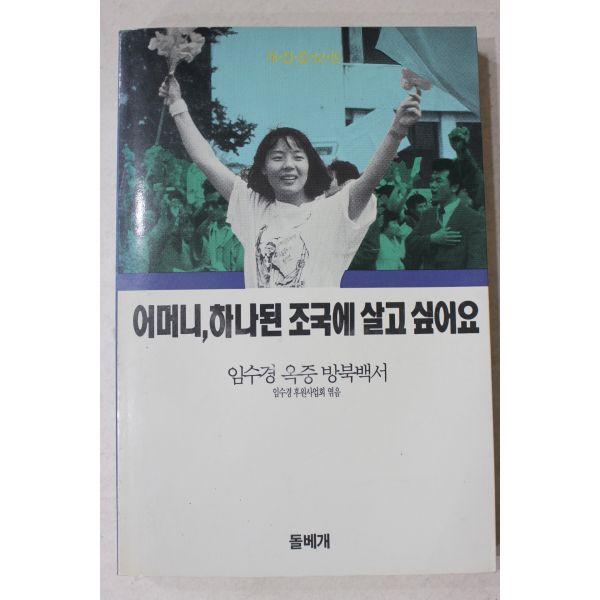 어머니,하나된 조국에 살고 싶어요
임수경 옥중 방북백서
임수경 후원사업회 엮음
돌베개